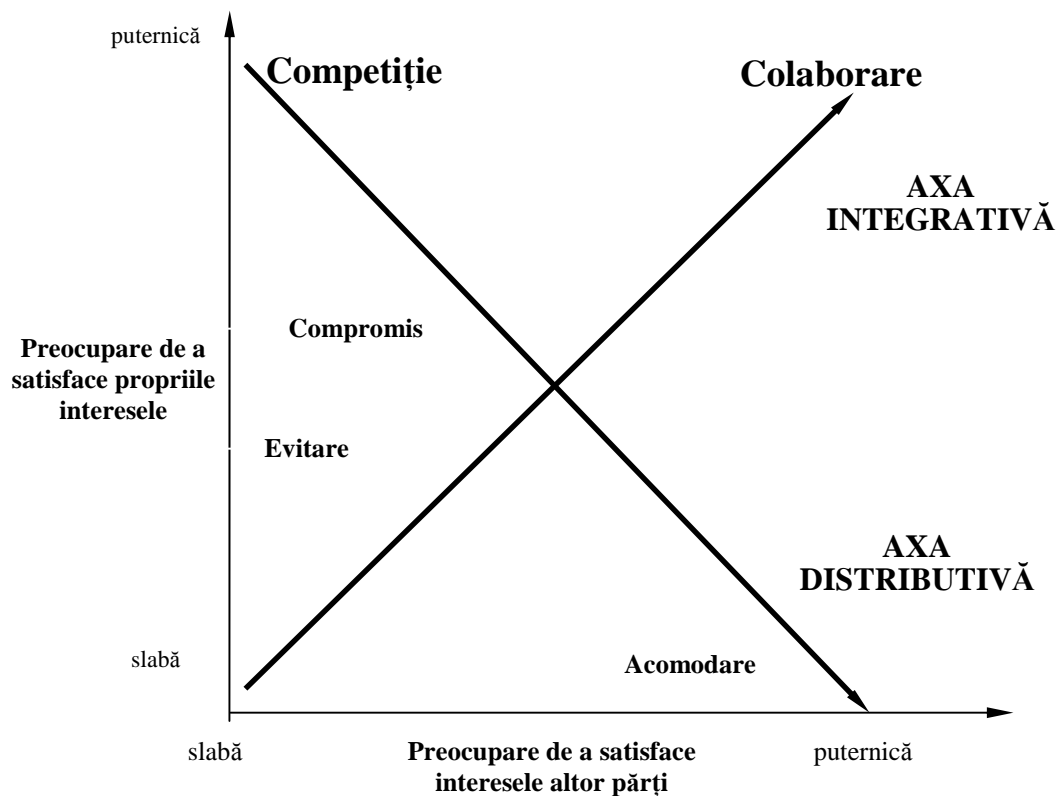 puternică
Competiție
Colaborare
AXA
INTEGRATIVĂ
Compromis
Preocupare de a
satisface propriile
interesele
Evitare
AXA
DISTRIBUTIVĂ
slabă
Acomodare
slabă
Preocupare de a satisface
interesele altor părți
puternică